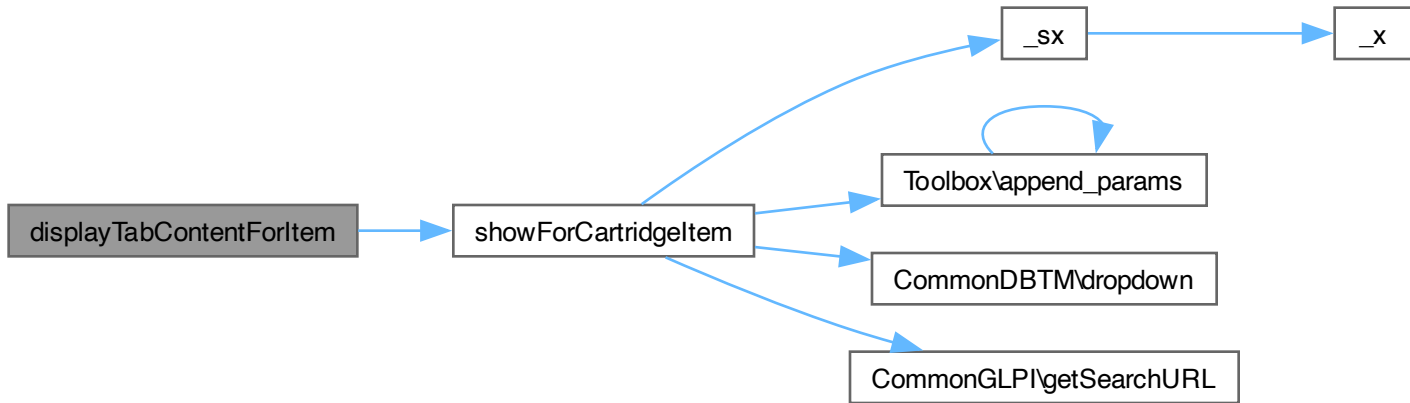 displayTabContentForItem
showForCartridgeItem
_sx
_x
Toolbox\append_params
CommonDBTM\dropdown
CommonGLPI\getSearchURL